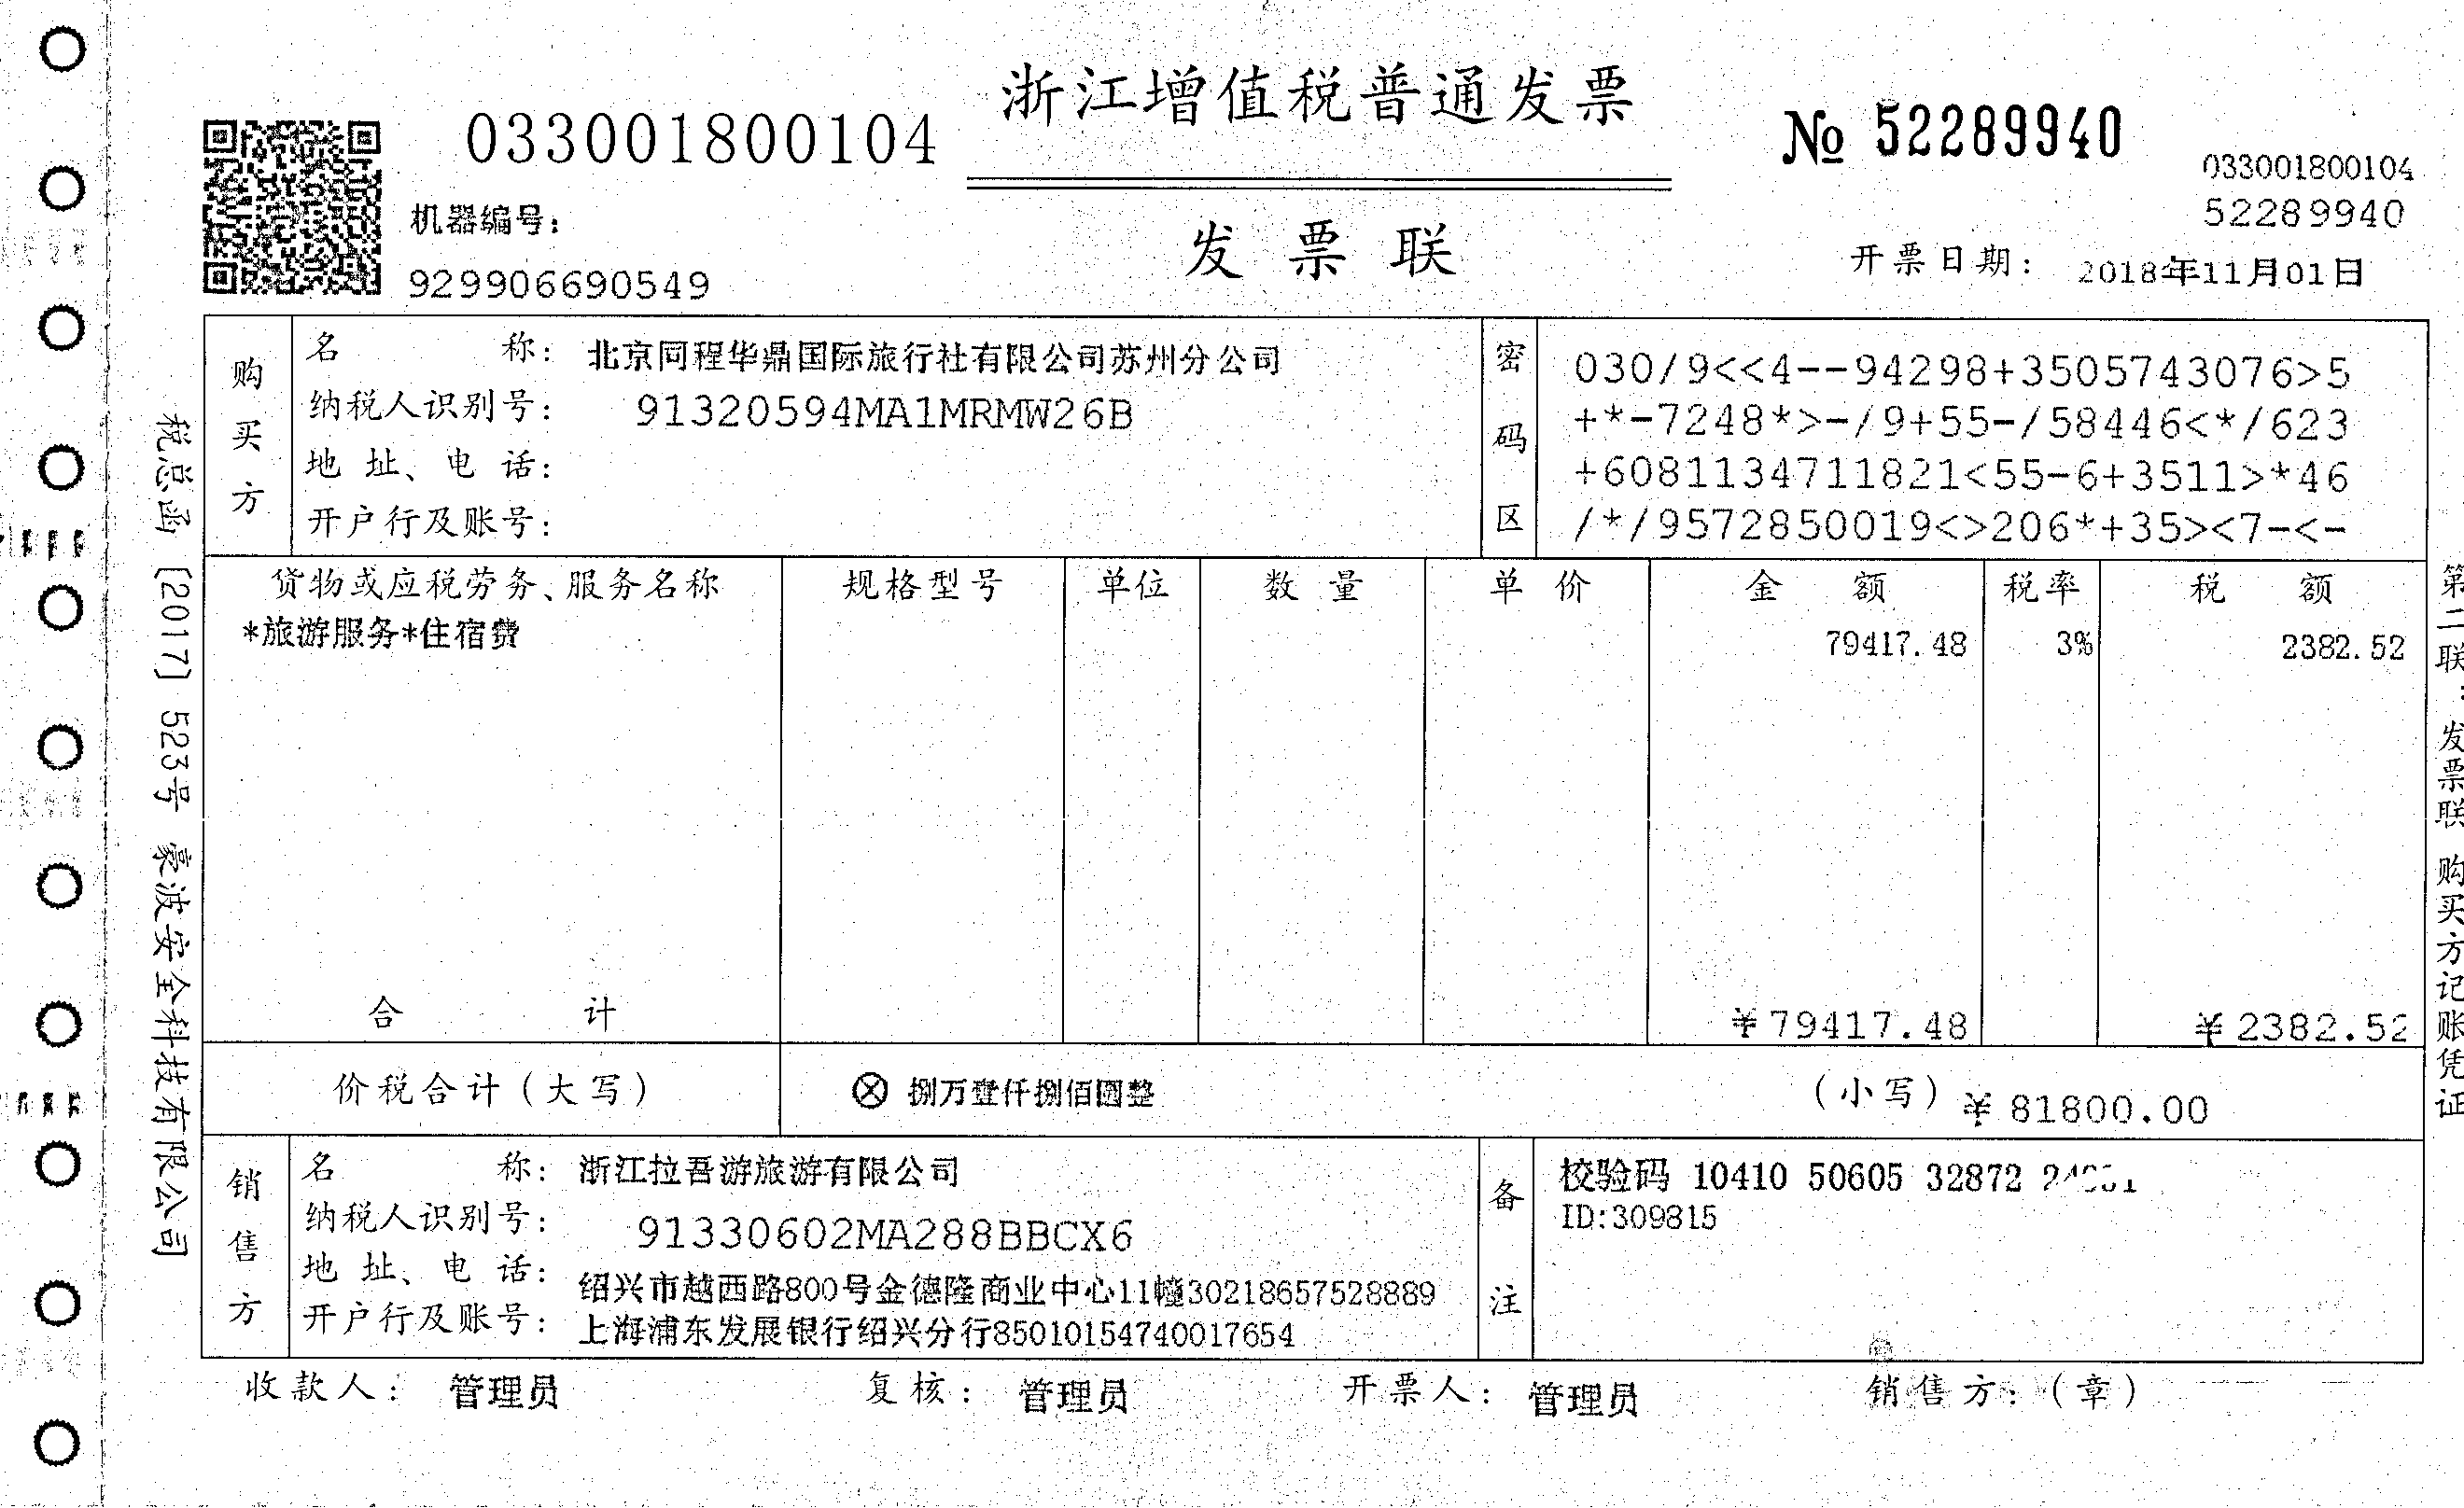 浙江增值税普通发票
033001800104
№ 52289940
033001800104
52289940
机器编号:
929906690549
发票联
开票日期: 2018年11月01日
购买方
名称: 北京同程华鼎国际旅行社有限公司苏州分公司
纳税人识别号: 91320594MA1MRMW26B
地址、电话:
开户行及账号:
密码区
030/9<<4--94298+3505743076>5
+*-7248*>-/9+55-/58446<*/623
+60811134711821<55-6+3511>*46
/*/9572850019<>206*+35><7-<-
货物或应税劳务、服务名称 规格型号 单位 数量 单价 金额 税率 税额
*旅游服务*住宿费 79417.48 3% 2382.52
合计 ¥79417.48 ¥2382.52
价税合计(大写) ⊗ 捌万壹仟捌佰圆整 (小写) ¥81800.00
销售方
名称: 浙江拉吾游旅游有限公司
纳税人识别号: 91330602MA288BBCX6
地址、电话: 绍兴市越西路800号金德隆商业中心11幢30218657528889
开户行及账号: 上海浦东发展银行绍兴分行85010154740017654
备注
校验码 10410 50605 32872
ID:309815
收款人: 管理员 复核: 管理员 开票人: 管理员 销售方:(章)
税总函〔2017〕523号 豪波安全科技有限公司
第二联:发票联 购买方记账凭证